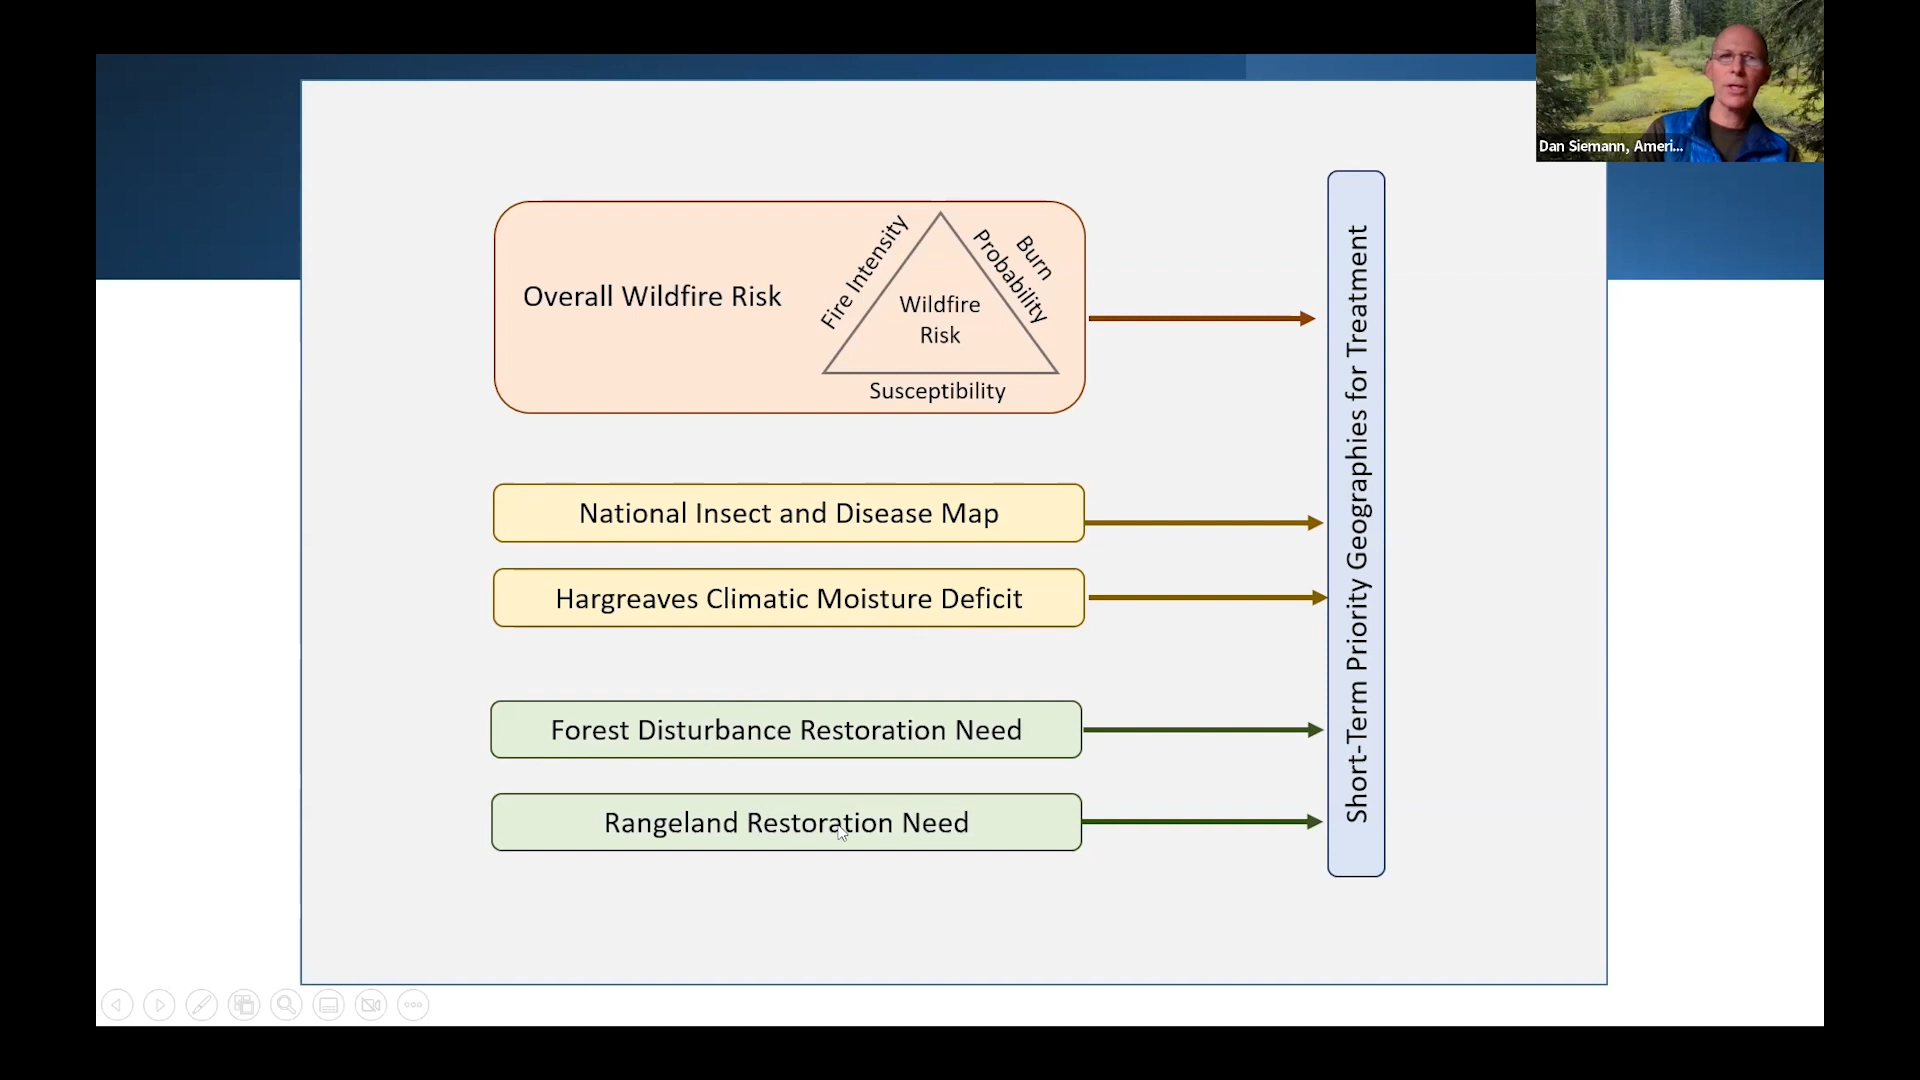 Dan Siemann, Ameri...
Overall Wildfire Risk
Fire Intensity
Burn
Probability
Wildfire
Risk
Susceptibility
National Insect and Disease Map
Hargreaves Climatic Moisture Deficit
Forest Disturbance Restoration Need
Rangeland Restoration Need
Short-Term Priority Geographies for Treatment